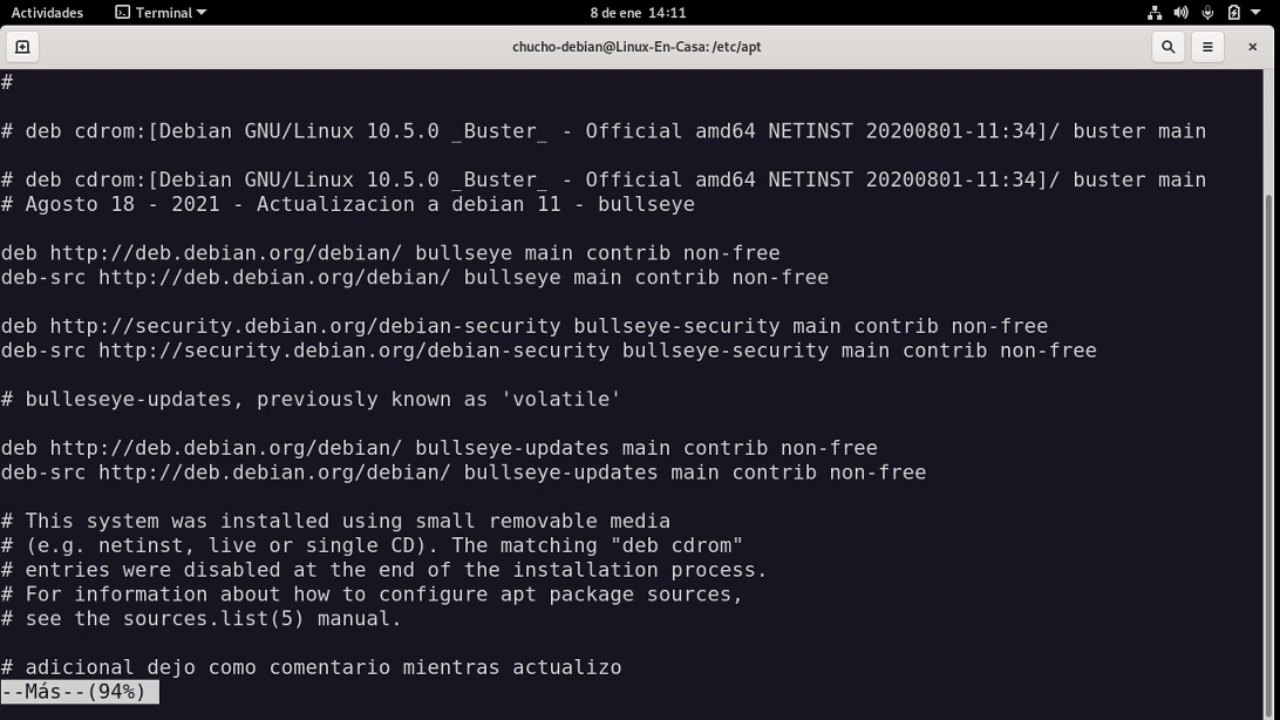 Actividades
Terminal
8 de ene 14:11
chucho-debian@Linux-En-Casa: /etc/apt
#
# deb cdrom:[Debian GNU/Linux 10.5.0 _Buster_ - Official amd64 NETINST 20200801-11:34]/ buster main
# deb cdrom:[Debian GNU/Linux 10.5.0 _Buster_ - Official amd64 NETINST 20200801-11:34]/ buster main
# Agosto 18 - 2021 - Actualizacion a debian 11 - bullseye
deb http://deb.debian.org/debian/ bullseye main contrib non-free
deb-src http://deb.debian.org/debian/ bullseye main contrib non-free
deb http://security.debian.org/debian-security bullseye-security main contrib non-free
deb-src http://security.debian.org/debian-security bullseye-security main contrib non-free
# bulleseye-updates, previously known as 'volatile'
deb http://deb.debian.org/debian/ bullseye-updates main contrib non-free
deb-src http://deb.debian.org/debian/ bullseye-updates main contrib non-free
# This system was installed using small removable media
# (e.g. netinst, live or single CD). The matching "deb cdrom"
# entries were disabled at the end of the installation process.
# For information about how to configure apt package sources,
# see the sources.list(5) manual.
# adicional dejo como comentario mientras actualizo
--Más--(94%)